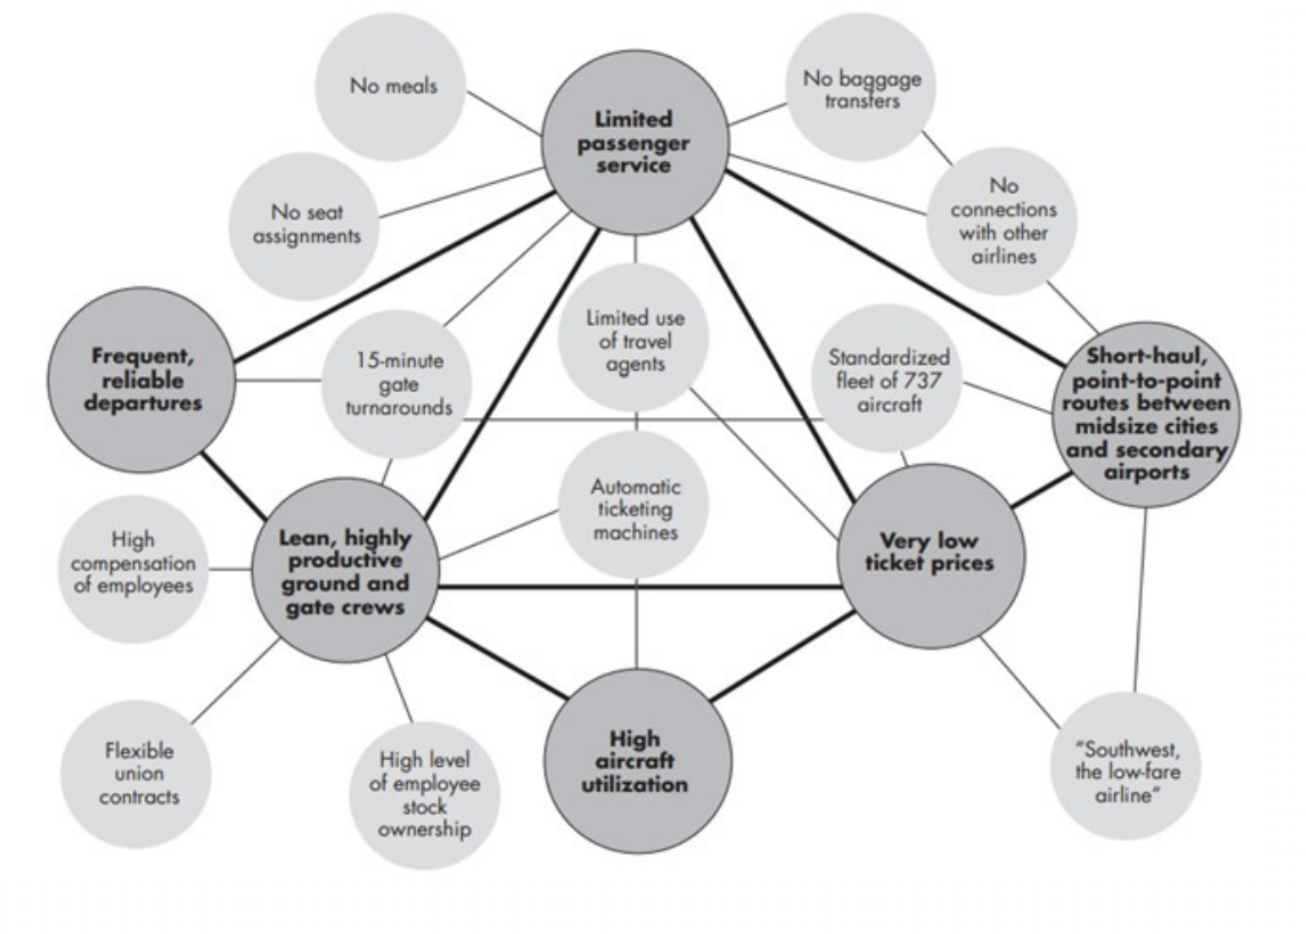 No meals
Limited
passenger
service
No baggage
transfers
No seat
assignments
No
connections
with other
airlines
Frequent,
reliable
departures
15-minute
gate
turnarounds
Limited use
of travel
agents
Standardized
fleet of 737
aircraft
Short-haul,
point-to-point
routes between
midsize cities
and secondary
airports
High
compensation
of employees
Lean, highly
productive
ground and
gate crews
Automatic
ticketing
machines
Very low
ticket prices
Flexible
union
contracts
High level
of employee
stock
ownership
High
aircraft
utilization
"Southwest,
the low-fare
airline"